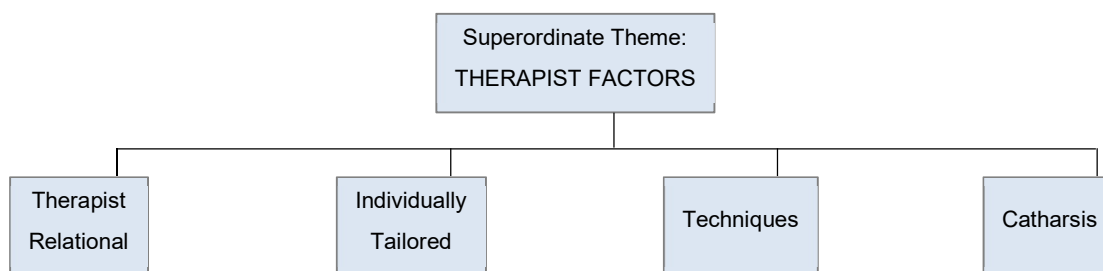 Superordinate Theme:
THERAPIST FACTORS
Therapist
Relational
Individually
Tailored
Techniques
Catharsis